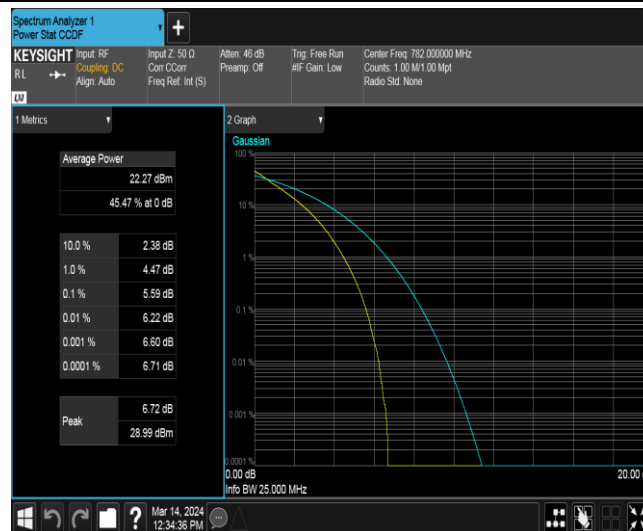 Spectrum Analyzer 1
Power Stat CCDF
+
KEYSIGHT
RL
LXI
Input: RF
Coupling: DC
Align: Auto
Input Z: 50 Ω
Corr CCorr
Freq Ref: Int (S)
Atten: 46 dB
Preamp: Off
Trig: Free Run
#IF Gain: Low
Center Freq: 782.000000 MHz
Counts: 1.00 M/1.00 Mpt
Radio Std: None
1 Metrics
Average Power
22.27 dBm
45.47 % at 0 dB
10.0 % 2.38 dB
1.0 % 4.47 dB
0.1 % 5.59 dB
0.01 % 6.22 dB
0.001 % 6.60 dB
0.0001 % 6.71 dB
Peak
6.72 dB
28.99 dBm
2 Graph
Gaussian
100 %
10 %
1 %
0.1 %
0.01 %
0.001 %
0.0001 %
0.00 dB
20.00
Info BW 25.000 MHz
?
Mar 14, 2024
12:34:36 PM